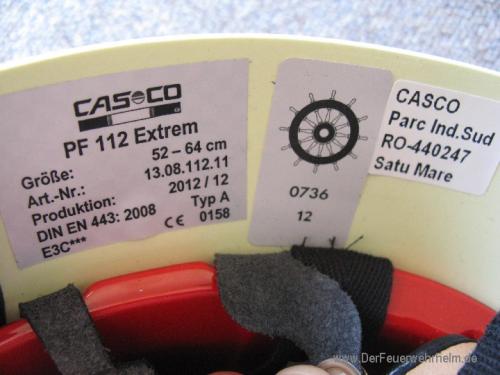 CASCO
PF 112 Extrem
Größe: 52 – 64 cm
Art.-Nr.: 13.08.112.11
Produktion: 2012 / 12
DIN EN 443: 2008 Typ A
E3C*** CE 0158
0736
12
CASCO
Parc Ind.Sud
RO-440247
Satu Mare
www.DerFeuerwehrhelm.de